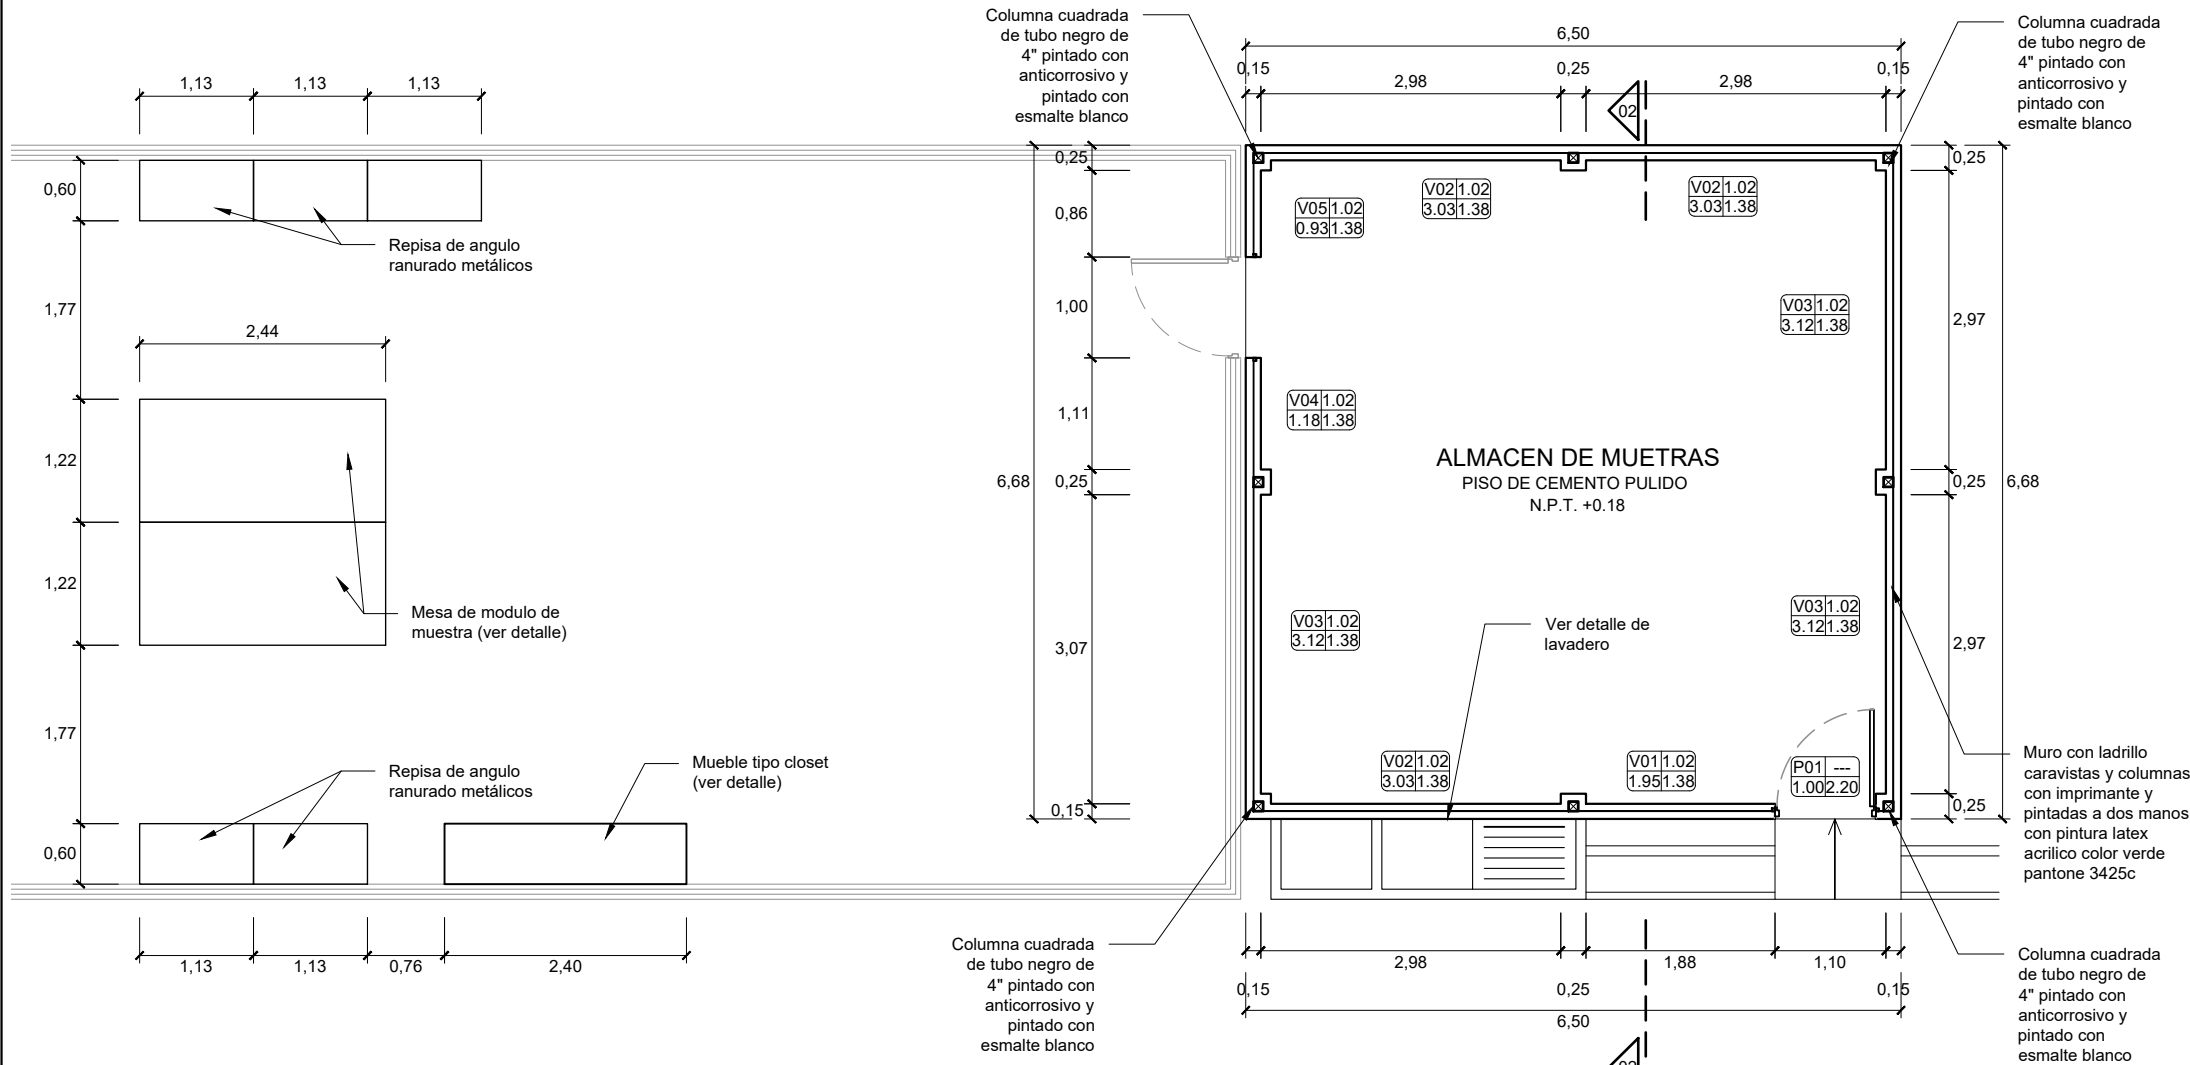 Columna cuadrada
de tubo negro de
4" pintado con
anticorrosivo y
pintado con
esmalte blanco
6,50
0,15
0,25
0,15
2,98
2,98
02
Columna cuadrada
de tubo negro de
4" pintado con
anticorrosivo y
pintado con
esmalte blanco
1,13
1,13
1,13
0,60
1,77
1,22
1,22
1,77
0,60
Repisa de angulo
ranurado metálicos
2,44
Mesa de modulo de
muestra (ver detalle)
Repisa de angulo
ranurado metálicos
Mueble tipo closet
(ver detalle)
1,13
1,13
0,76
2,40
6,68
0,25
0,86
1,00
1,11
0,25
3,07
0,15
V05 1.02
0.93 1.38
V02 1.02
3.03 1.38
V02 1.02
3.03 1.38
V03 1.02
3.12 1.38
V04 1.02
1.18 1.38
ALMACEN DE MUETRAS
PISO DE CEMENTO PULIDO
N.P.T. +0.18
V03 1.02
3.12 1.38
Ver detalle de
lavadero
V03 1.02
3.12 1.38
V02 1.02
3.03 1.38
V01 1.02
1.95 1.38
P01 ---
1.00 2.20
0,25
2,97
0,25
2,97
0,25
6,68
Muro con ladrillo
caravistas y columnas
con imprimante y
pintadas a dos manos
con pintura latex
acrilico color verde
pantone 3425c
Columna cuadrada
de tubo negro de
4" pintado con
anticorrosivo y
pintado con
esmalte blanco
2,98
1,88
1,10
0,15
0,25
0,15
6,50
02
Columna cuadrada
de tubo negro de
4" pintado con
anticorrosivo y
pintado con
esmalte blanco